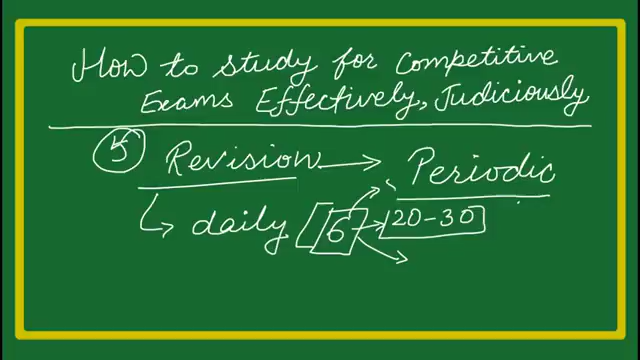 How to study for competitive
Exams Effectively, Judiciously
5 Revision → Periodic
↳ daily [6 → 20-30